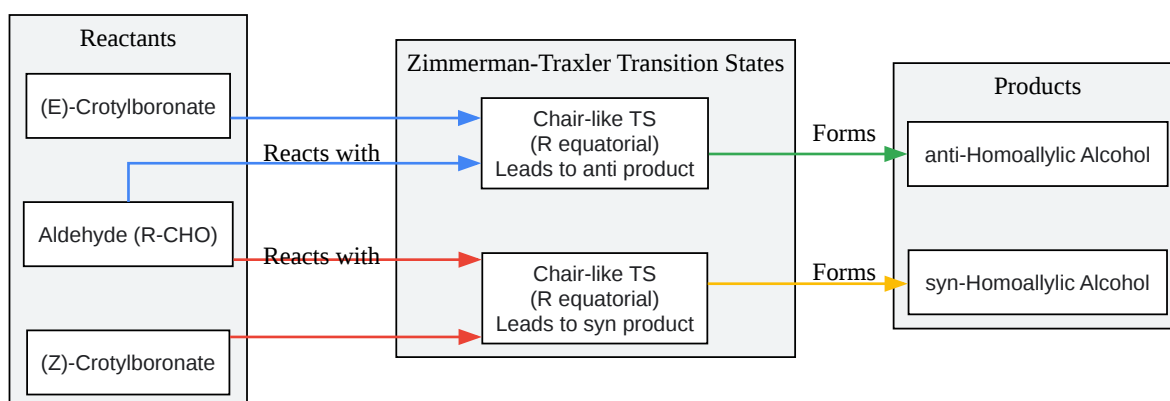 Reactants
(E)-Crotylboronate
Aldehyde (R-CHO)
(Z)-Crotylboronate
Reacts with
Reacts with
Zimmerman-Traxler Transition States
Chair-like TS
(R equatorial)
Leads to anti product
Chair-like TS
(R equatorial)
Leads to syn product
Forms
Forms
Products
anti-Homoallylic Alcohol
syn-Homoallylic Alcohol